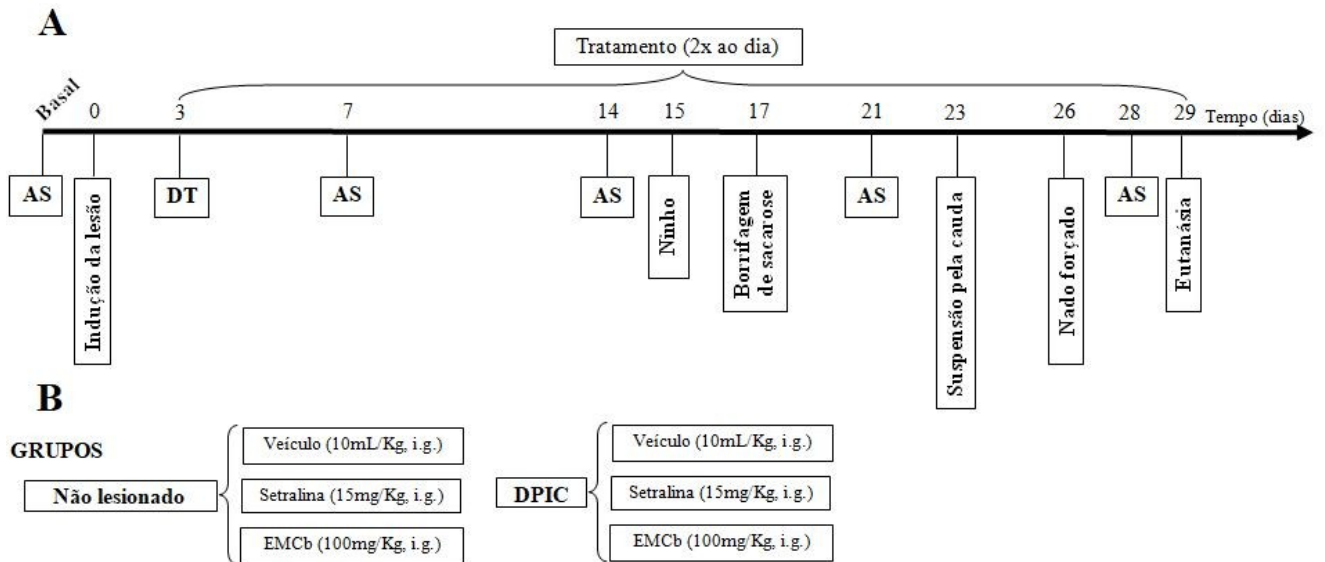 A
Tratamento (2x ao dia)
Basal
0
3
7
14
15
17
21
23
26
28
29
Tempo (dias)
AS
Indução da lesão
DT
AS
AS
Ninho
Borrifagem
de sacarose
AS
Suspensão pela cauda
Nado forçado
AS
Eutanásia
B
GRUPOS
Não lesionado
Veículo (10mL/Kg, i.g.)
Setralina (15mg/Kg, i.g.)
EMCb (100mg/Kg, i.g.)
DPIC
Veículo (10mL/Kg, i.g.)
Setralina (15mg/Kg, i.g.)
EMCb (100mg/Kg, i.g.)